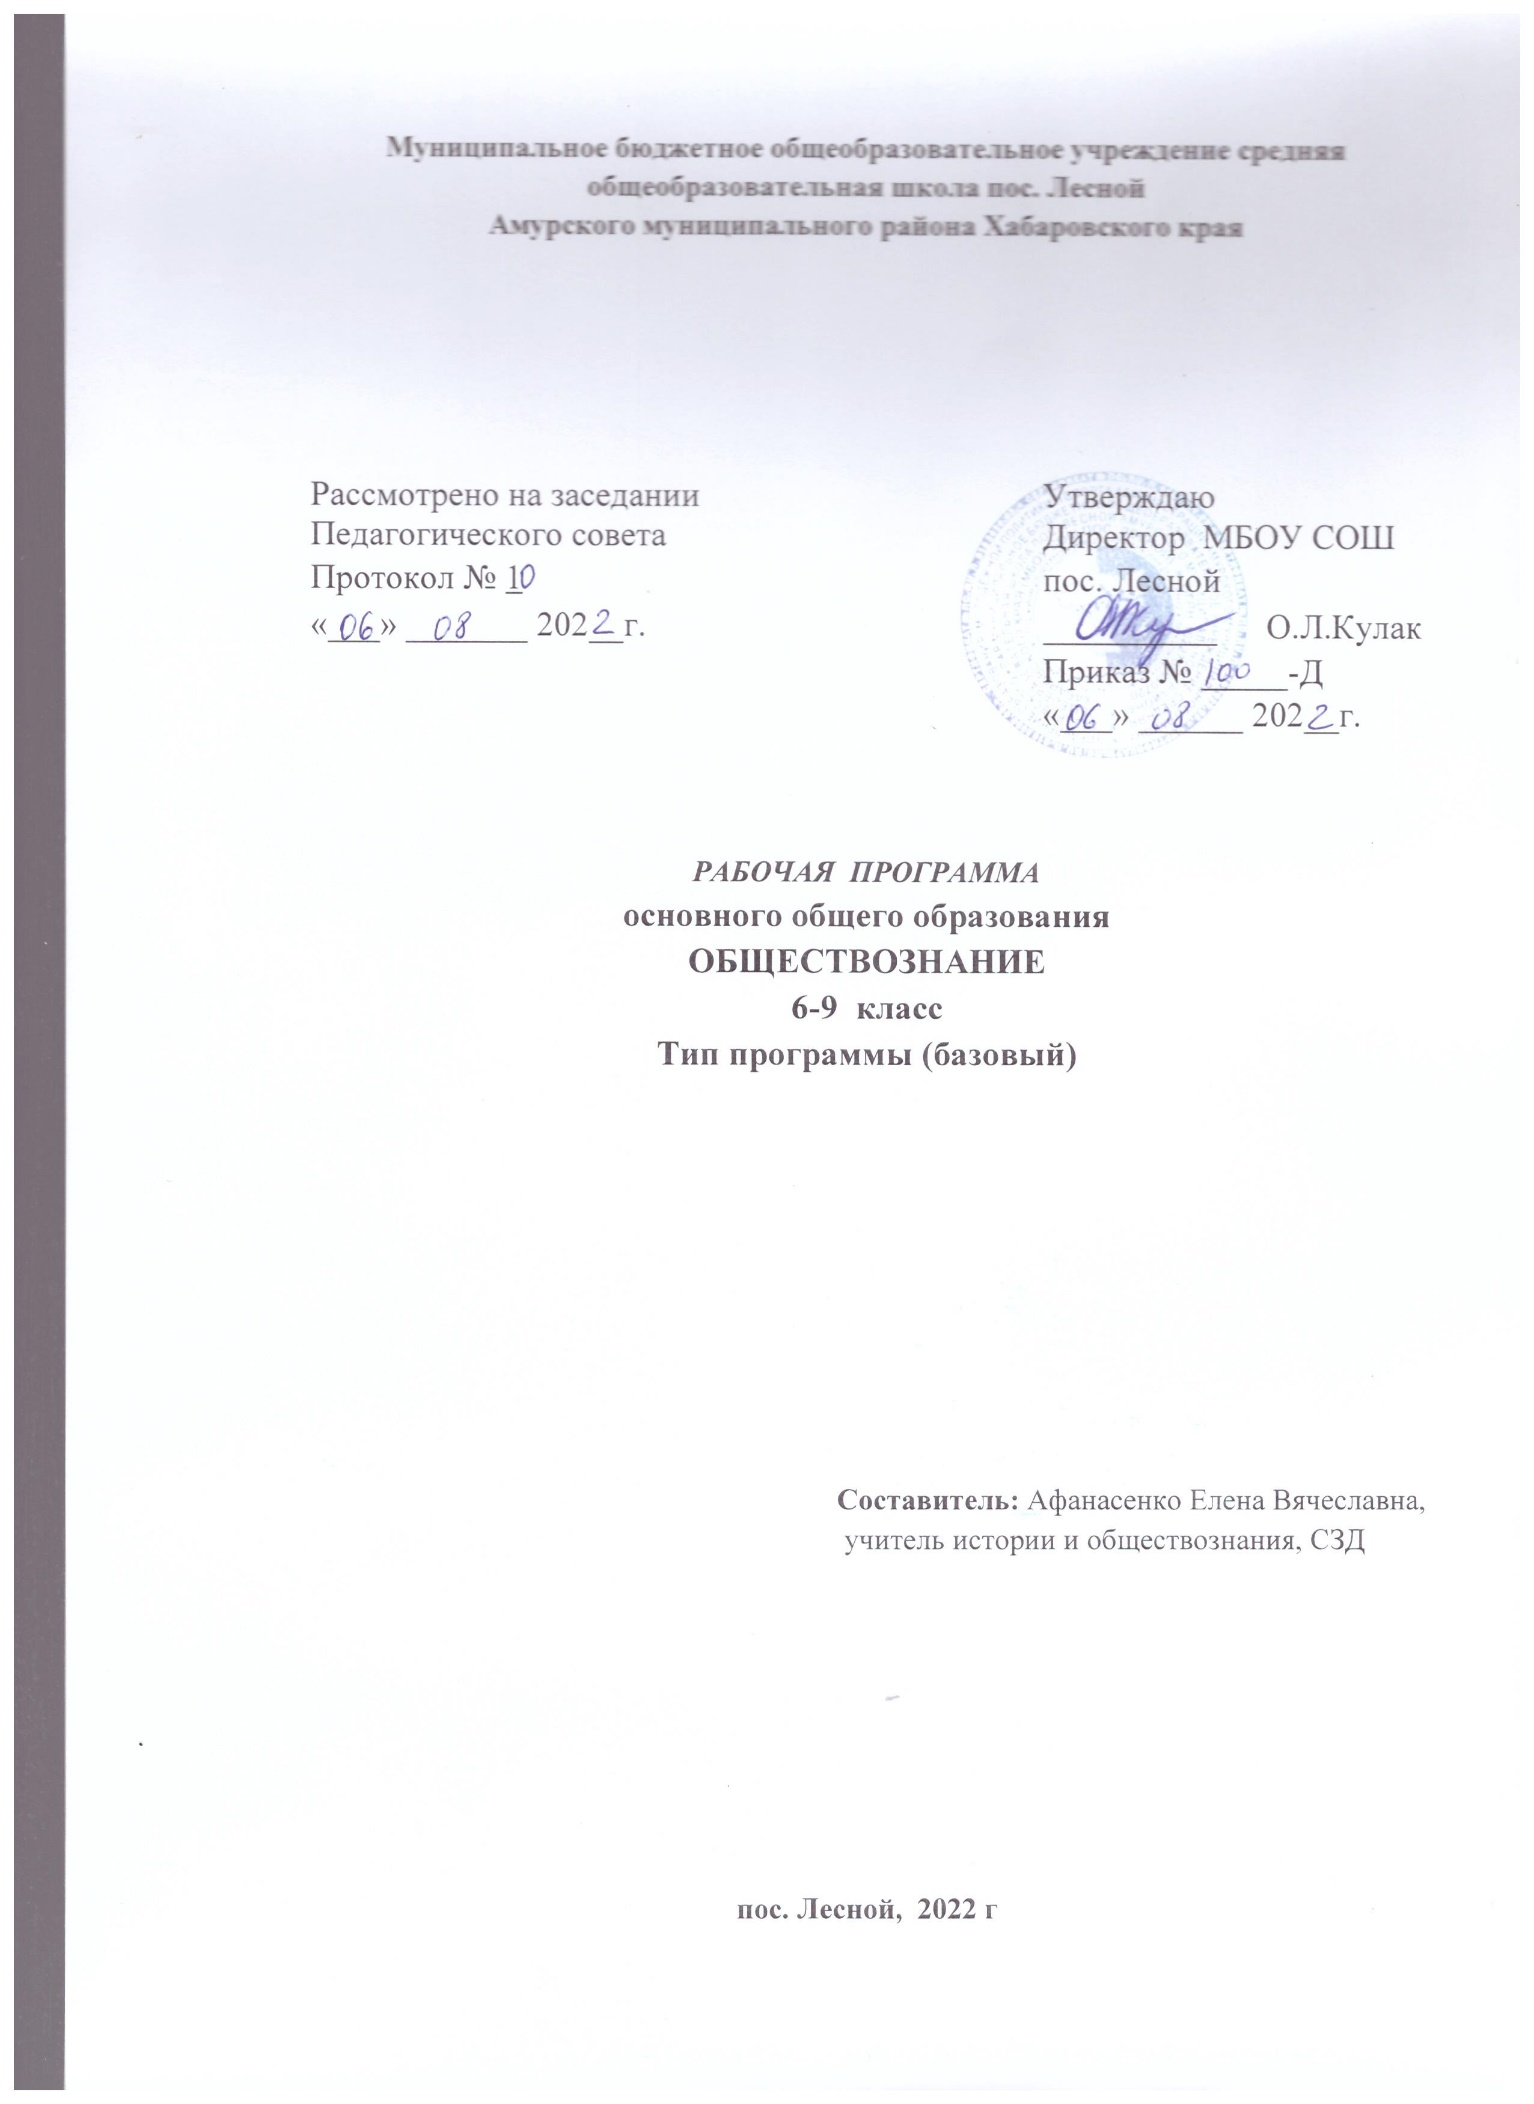 Муниципальное бюджетное общеобразовательное учреждение средняя
общеобразовательная школа пос. Лесной
Амурского муниципального района Хабаровского края
Рассмотрено на заседании
Педагогического совета
Протокол № 10
«06» 08 2022 г.
Утверждаю
Директор МБОУ СОШ
пос. Лесной
О.Л.Кулак
Приказ № 100-Д
«06» 08 2022 г.
РАБОЧАЯ ПРОГРАММА
основного общего образования
ОБЩЕСТВОЗНАНИЕ
6-9 класс
Тип программы (базовый)
Составитель: Афанасенко Елена Вячеславна,
учитель истории и обществознания, СЗД
пос. Лесной, 2022 г